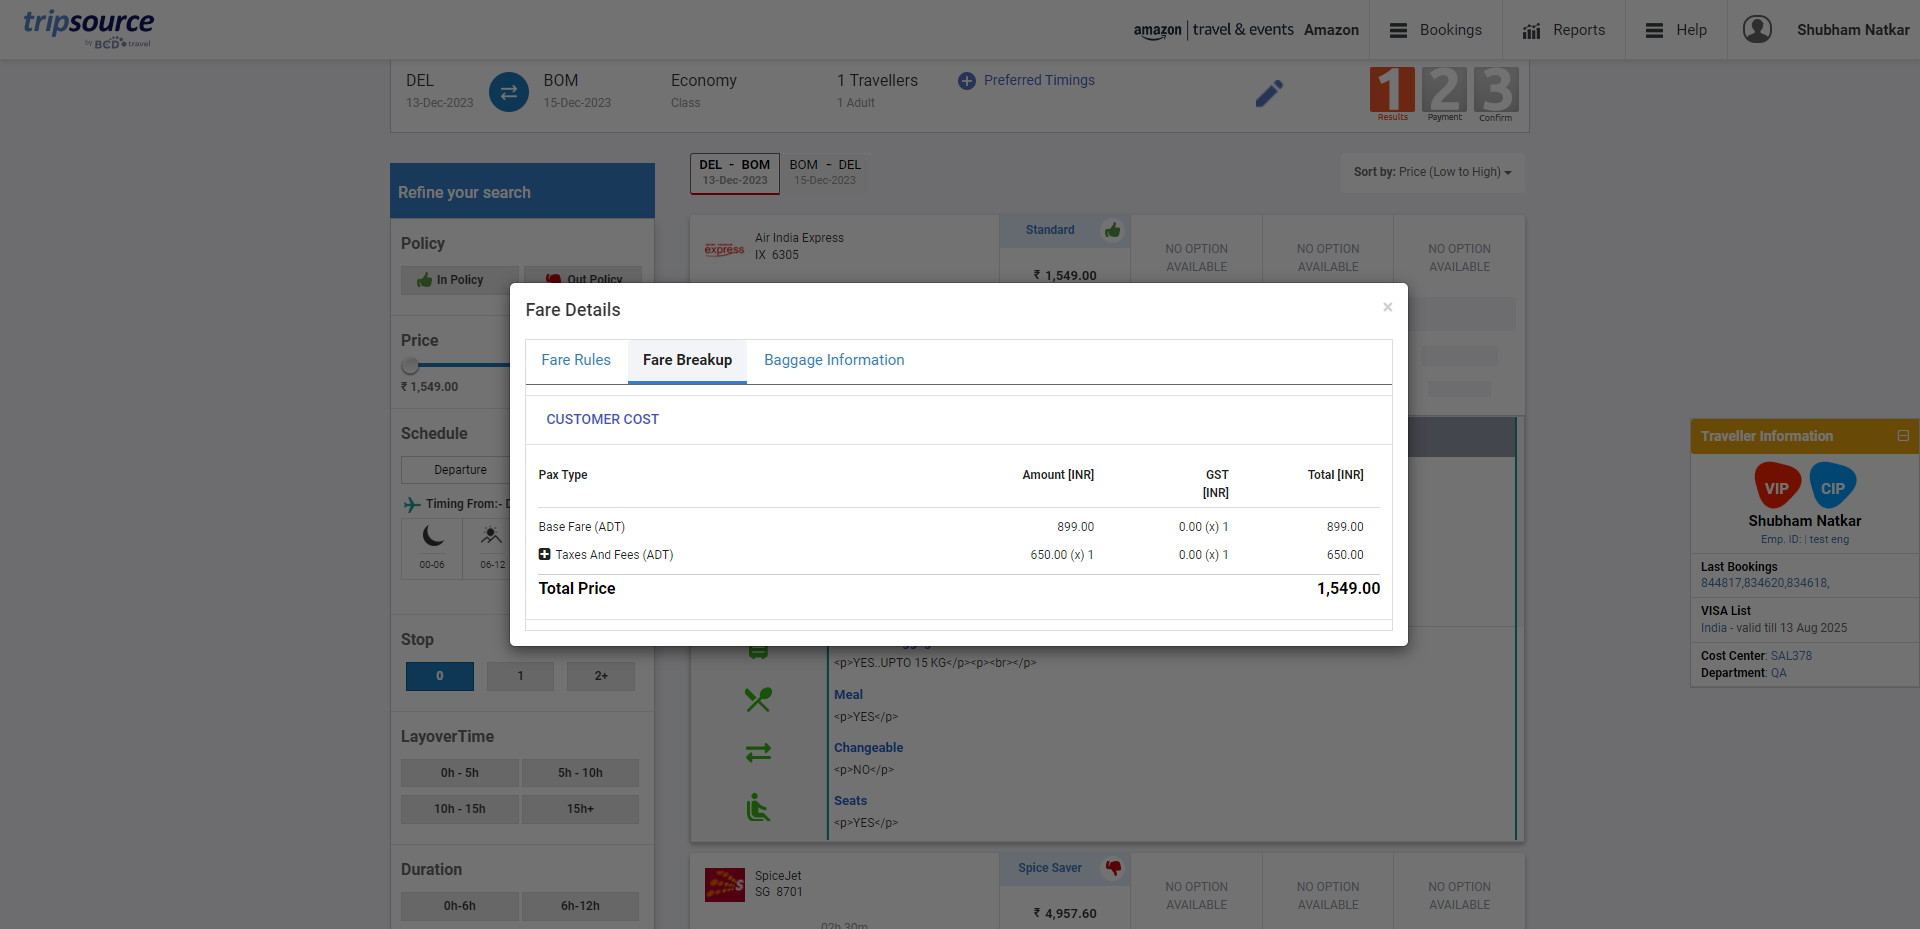 tripsource
by BCD travel
amazon | travel & events Amazon
Bookings
Reports
Help
Shubham Natkar
DEL
13-Dec-2023
BOM
15-Dec-2023
Economy
Class
1 Travellers
1 Adult
Preferred Timings
1 2 3
Results Payment Confirm
Refine your search
DEL - BOM
13-Dec-2023
BOM - DEL
15-Dec-2023
Sort by: Price (Low to High)
Policy
In Policy
Out Policy
Price
₹ 1,549.00
Schedule
Departure
Timing From:-
00-06
06-12
Stop
0
1
2+
LayoverTime
0h - 5h
5h - 10h
10h - 15h
15h+
Duration
0h-6h
6h-12h
express
Air India Express
IX 6305
Standard
₹ 1,549.00
NO OPTION
AVAILABLE
NO OPTION
AVAILABLE
NO OPTION
AVAILABLE
Fare Details
×
Fare Rules
Fare Breakup
Baggage Information
CUSTOMER COST
Pax Type Amount [INR] GST [INR] Total [INR]
Base Fare (ADT) 899.00 0.00 (x) 1 899.00
Taxes And Fees (ADT) 650.00 (x) 1 0.00 (x) 1 650.00
Total Price 1,549.00
<p>YES..UPTO 15 KG</p><p><br></p>
Meal
<p>YES</p>
Changeable
<p>NO</p>
Seats
<p>YES</p>
SpiceJet
SG 8701
02h 30m
Spice Saver
₹ 4,957.60
NO OPTION
AVAILABLE
NO OPTION
AVAILABLE
NO OPTION
AVAILABLE
Traveller Information
VIP
CIP
Shubham Natkar
Emp. ID: | test eng
Last Bookings
844817,834620,834618,
VISA List
India - valid till 13 Aug 2025
Cost Center: SAL378
Department: QA